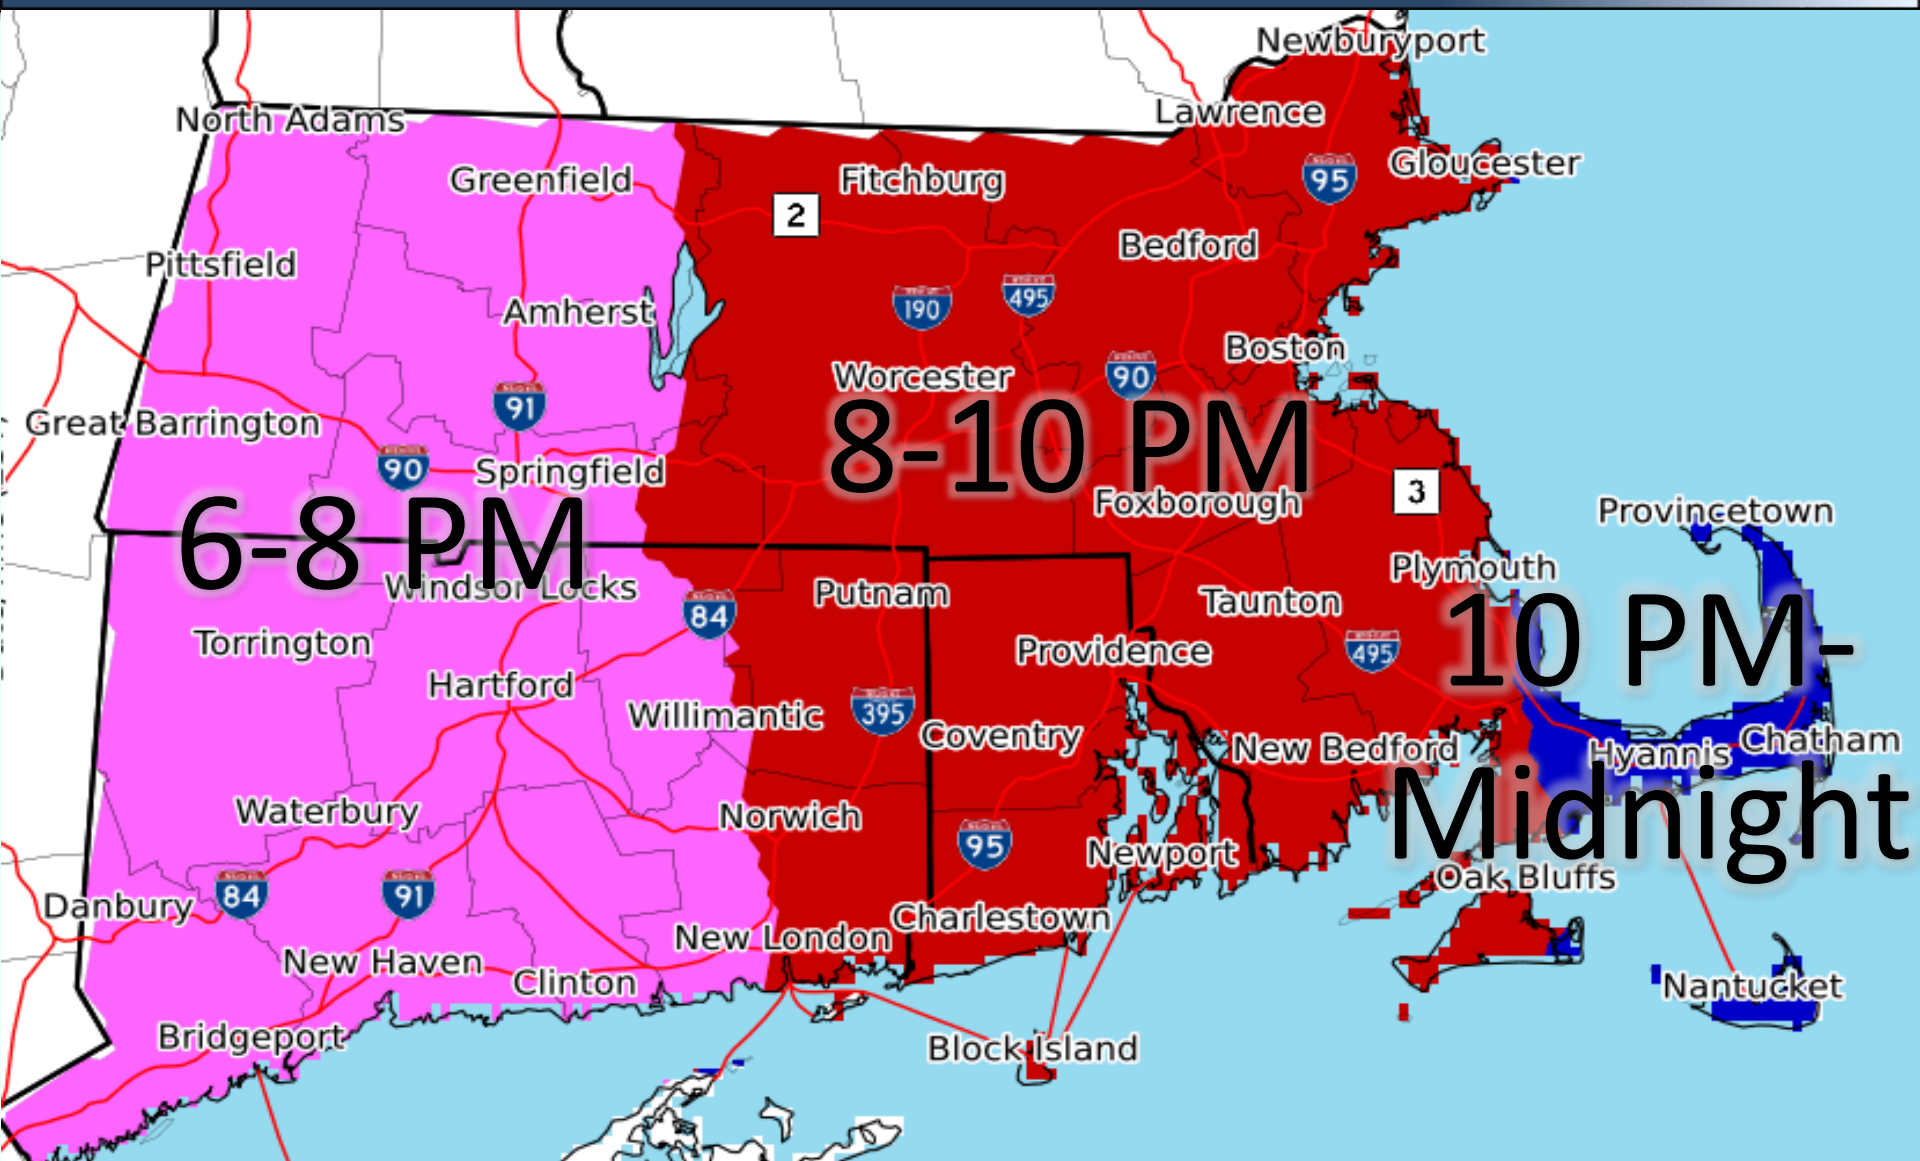 Newburyport
Lawrence
North Adams
Gloucester
95
Greenfield
Fitchburg
2
Bedford
Pittsfield
495
190
Amherst
Boston
Worcester
90
91
Great Barrington
8-10 PM
90
Springfield
3
Foxborough
Provincetown
6-8 PM
Plymouth
Windsor Locks
Putnam
Taunton
84
10 PM-
Torrington
Providence
495
Hartford
Willimantic
395
Coventry
New Bedford
Hyannis
Chatham
Midnight
Waterbury
Norwich
95
Newport
Oak Bluffs
84
91
Danbury
Charlestown
New London
New Haven
Clinton
Nantucket
Bridgeport
Block Island